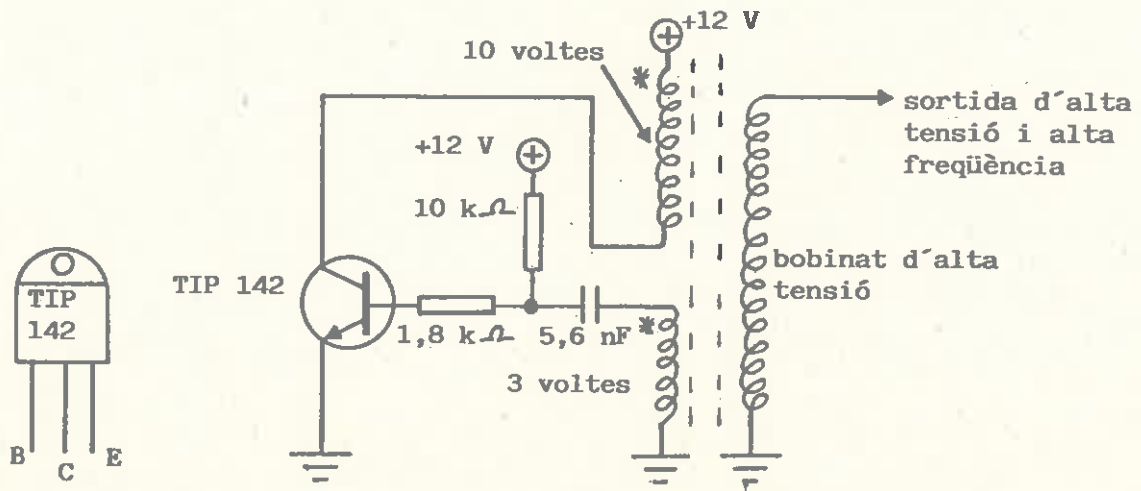 +12 V
10 voltes
*
sortida d´alta
tensió i alta
freqüència
+12 V
10 kΩ
TIP 142
TIP
142
bobinat d´alta
tensió
1,8 kΩ
5,6 nF
*
3 voltes
B
C
E